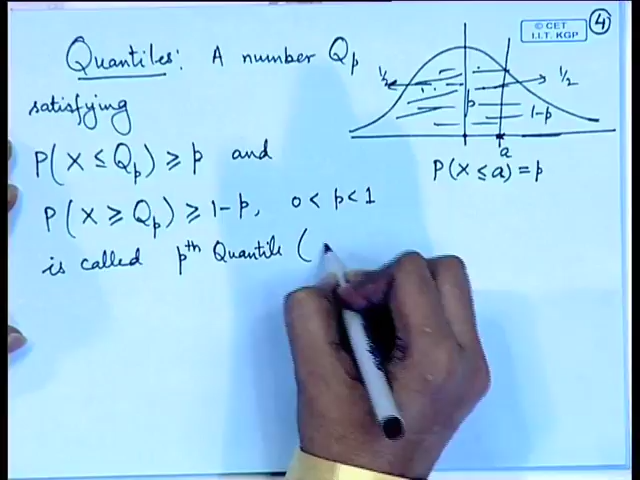 © CET
I.I.T. KGP
4
Quantiles: A number Qp
satisfying
P(X ≤ Qp) ≥ p and
P(X ≥ Qp) ≥ 1-p, 0 < p < 1
is called pth Quantile (
1/2
1/2
p
1-p
a
P(X ≤ a) = p